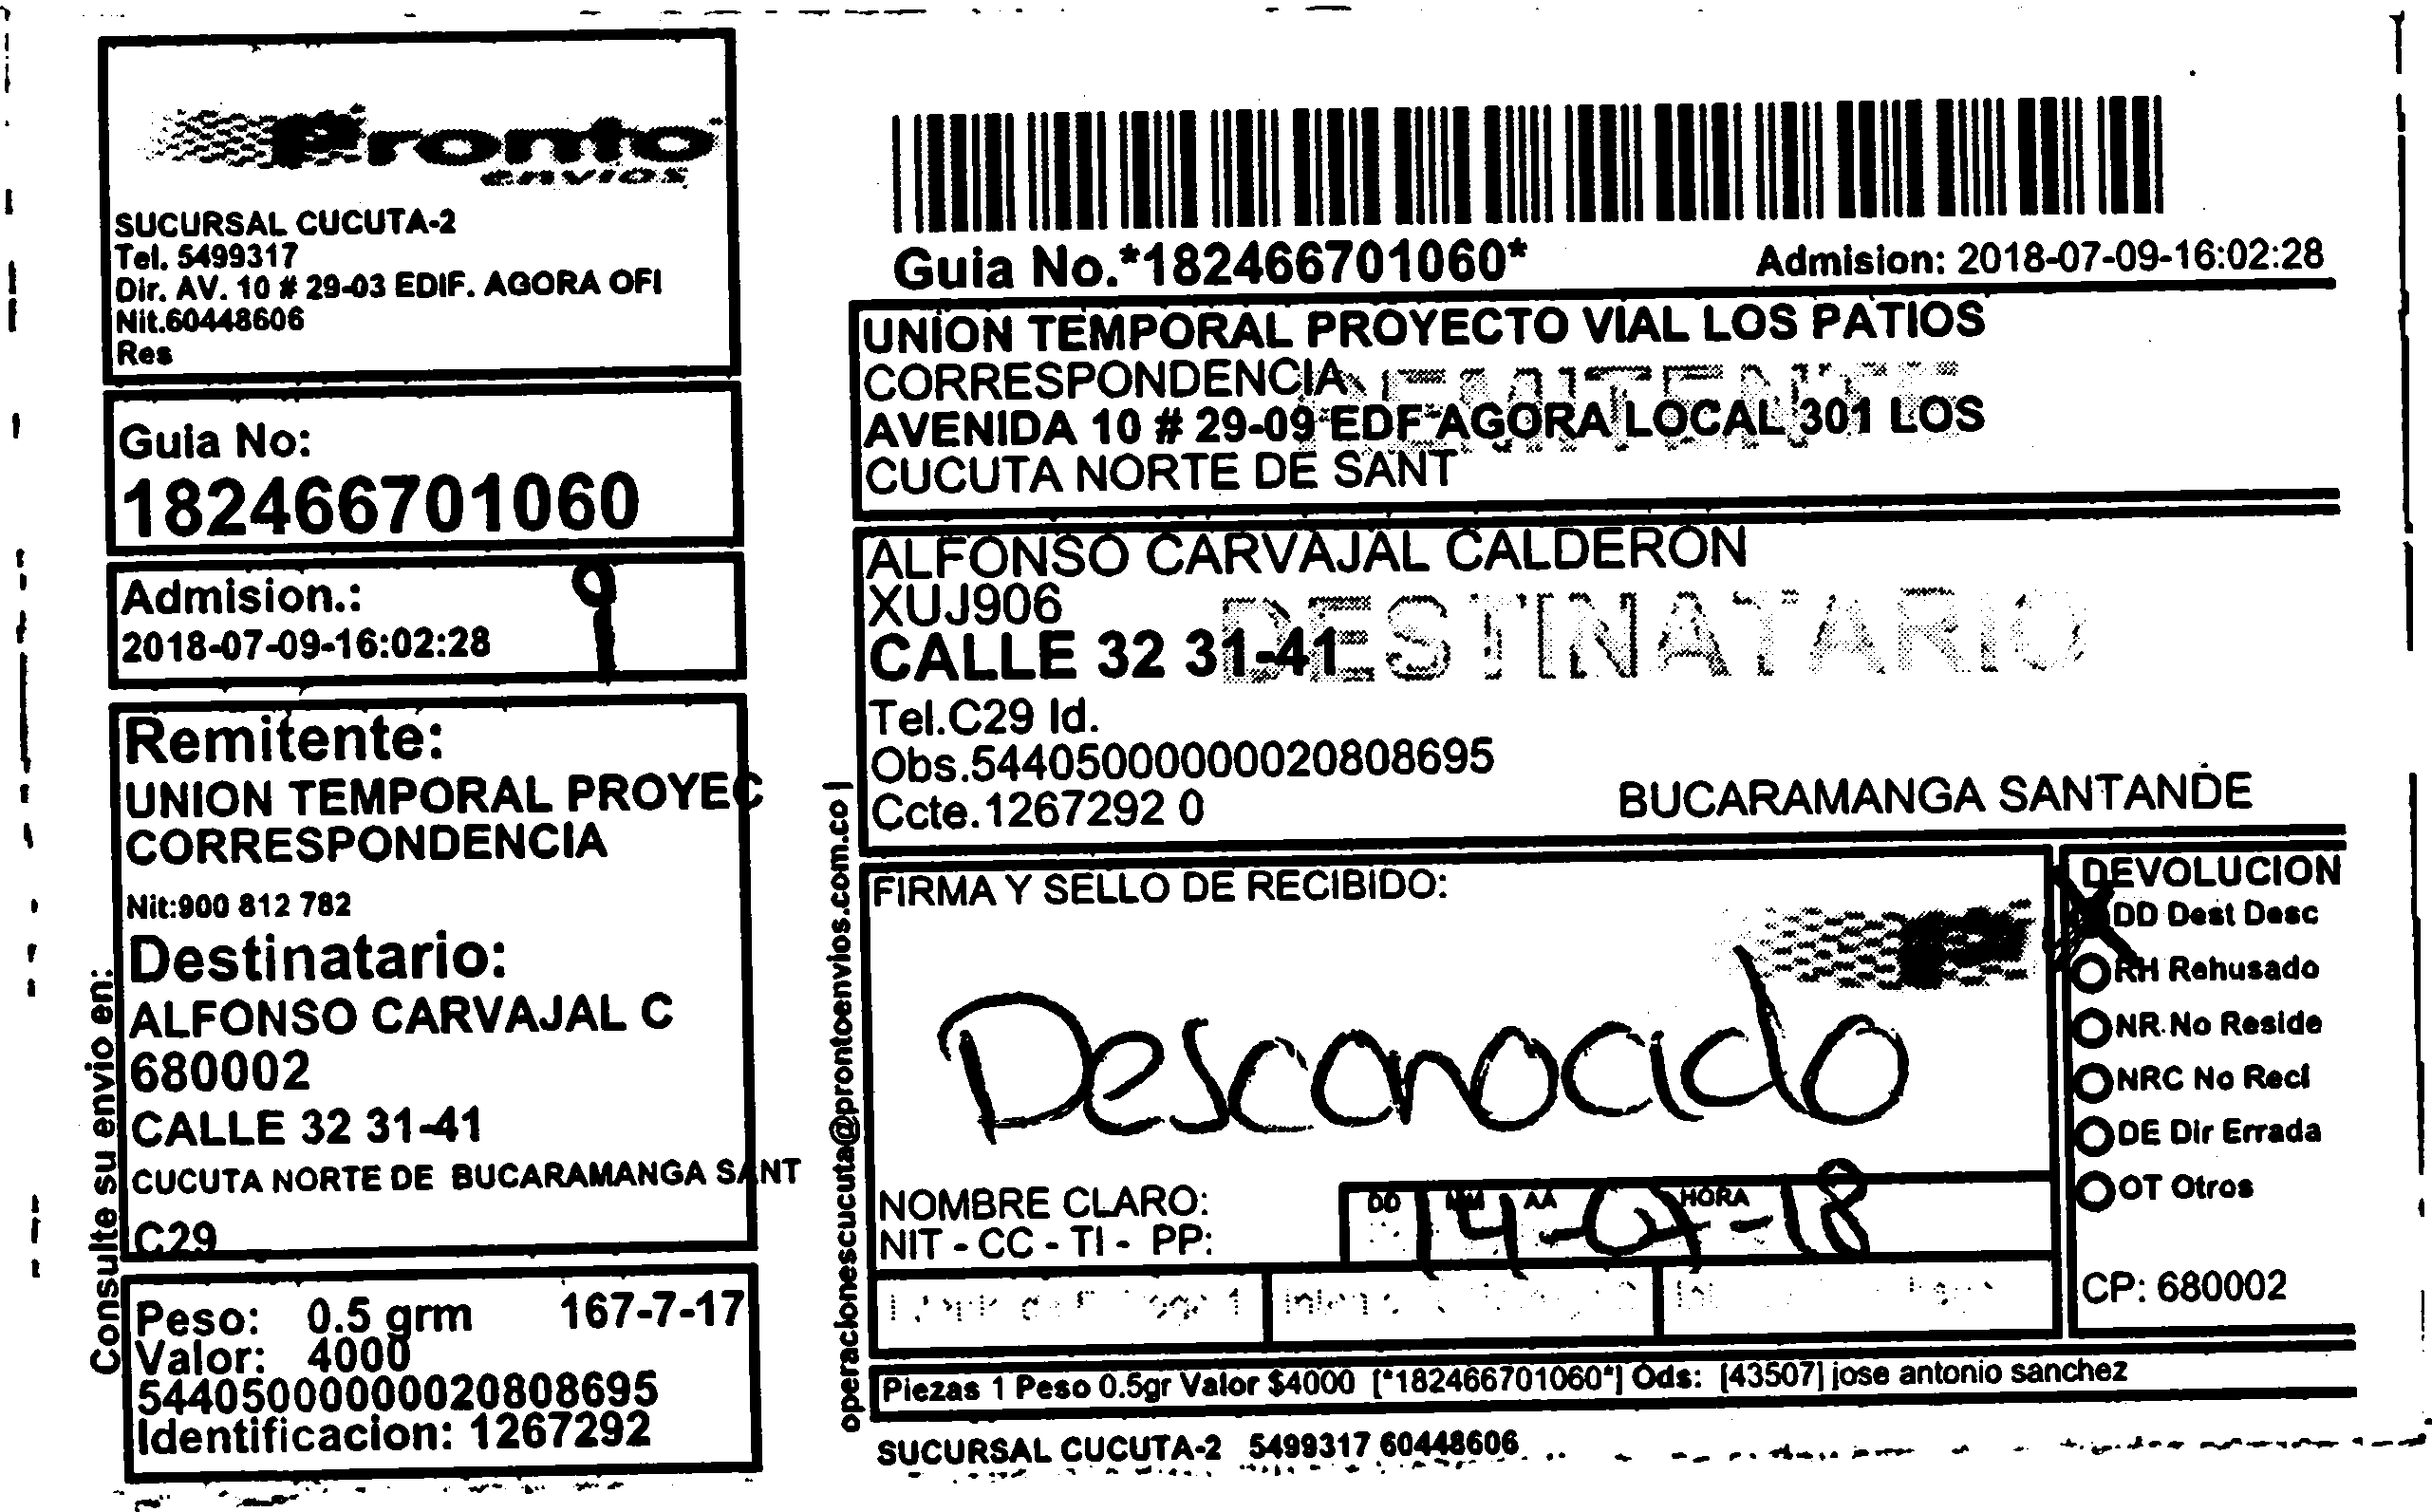 Pronto
envios
SUCURSAL CUCUTA-2
Tel. 5499317
Dir. AV. 10 # 29-03 EDIF. AGORA OFI
Nit.60448606
Res
Guia No:
182466701060
Admision.:
2018-07-09-16:02:28
9
Remitente:
UNION TEMPORAL PROYEC
CORRESPONDENCIA
Nit:900 812 782
Destinatario:
ALFONSO CARVAJAL C
680002
CALLE 32 31-41
CUCUTA NORTE DE BUCARAMANGA SANT
C29
Peso: 0.5 grm 167-7-17
Valor: 4000
544050000000020808695
Identificacion: 1267292
Consulte su envio en:
operacionescucuta@prontoenvios.com.co |
Guia No.*182466701060*
Admision: 2018-07-09-16:02:28
UNION TEMPORAL PROYECTO VIAL LOS PATIOS
CORRESPONDENCIA
REMITENTE
AVENIDA 10 # 29-09 EDF AGORA LOCAL 301 LOS
CUCUTA NORTE DE SANT
ALFONSO CARVAJAL CALDERON
XUJ906
DESTINATARIO
CALLE 32 31-41
Tel.C29 Id.
Obs.544050000000020808695
Ccte.1267292 0
BUCARAMANGA SANTANDE
FIRMA Y SELLO DE RECIBIDO:
Desconocido
NOMBRE CLARO:
NIT - CC - TI - PP:
DD MM AA HORA
14-07-18
DEVOLUCION
DD Dest Desc
RH Rehusado
NR No Reside
NRC No Reci
DE Dir Errada
OT Otros
CP: 680002
Piezas 1 Peso 0.5gr Valor $4000 [*182466701060*] Ods: [43507] jose antonio sanchez
SUCURSAL CUCUTA-2 5499317 60448606